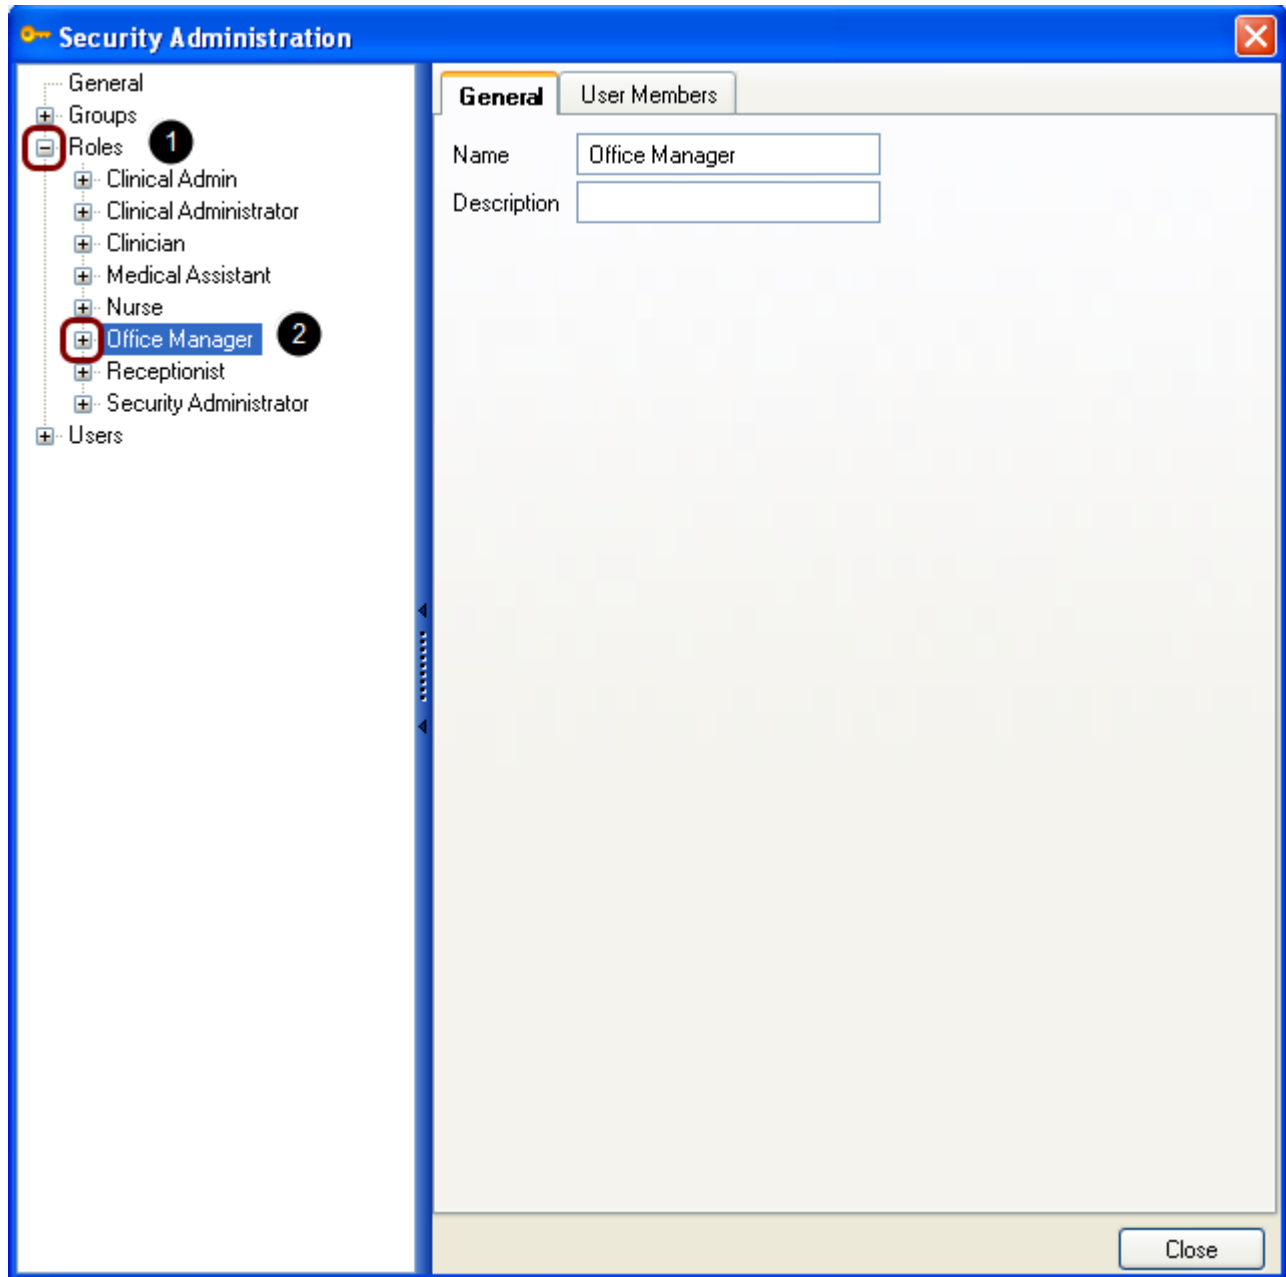 Security Administration
General
Groups
Roles 1
Clinical Admin
Clinical Administrator
Clinician
Medical Assistant
Nurse
Office Manager 2
Receptionist
Security Administrator
Users
General User Members
Name Office Manager
Description
Close